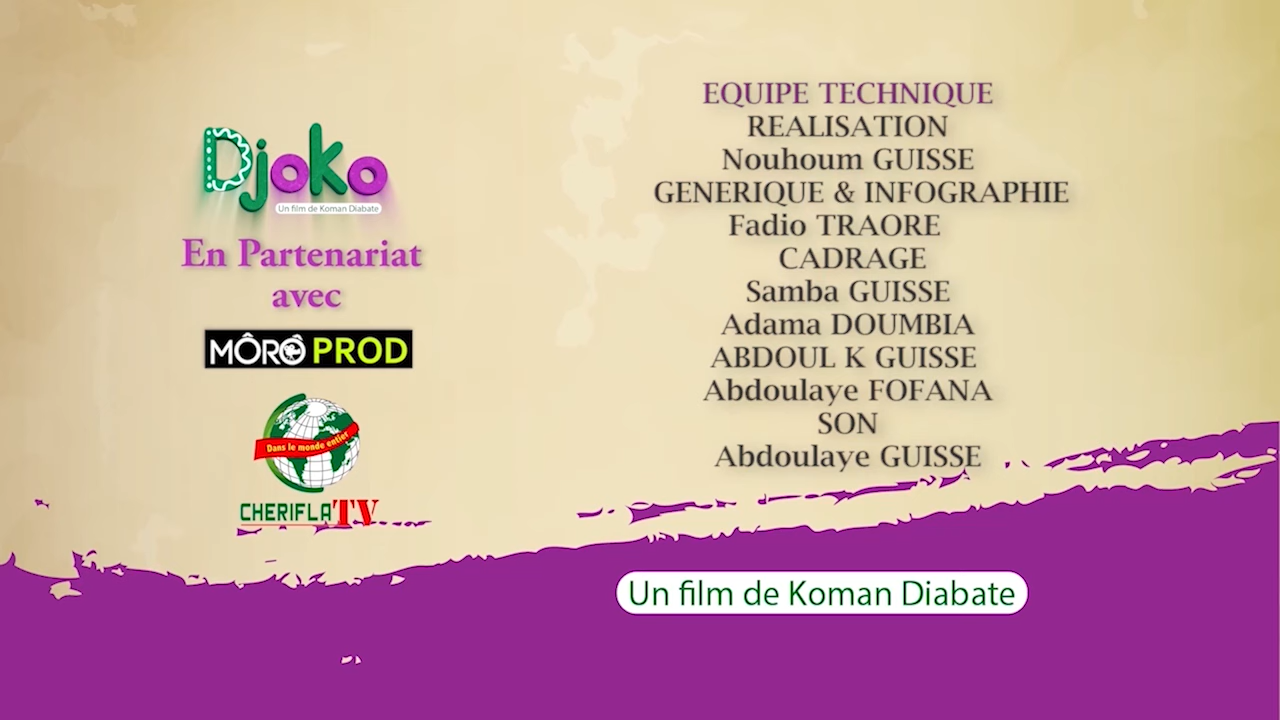 Djoko
Un film de Koman Diabate
En Partenariat
avec
MÔRÔ PROD
Dans le monde entier
CHERIFLA TV
EQUIPE TECHNIQUE
REALISATION
Nouhoum GUISSE
GENERIQUE & INFOGRAPHIE
Fadio TRAORE
CADRAGE
Samba GUISSE
Adama DOUMBIA
ABDOUL K GUISSE
Abdoulaye FOFANA
SON
Abdoulaye GUISSE
Un film de Koman Diabate